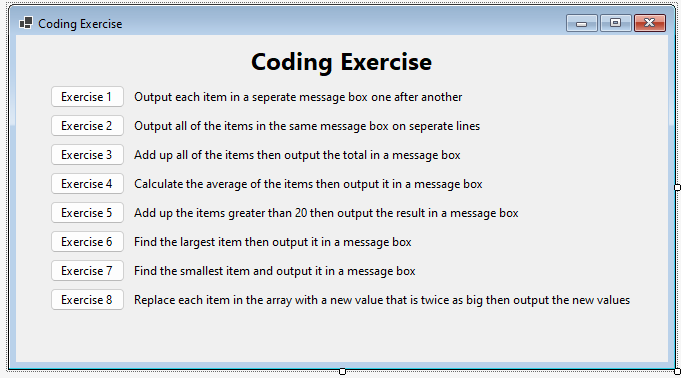 Coding Exercise
Coding Exercise
Exercise 1 Output each item in a seperate message box one after another
Exercise 2 Output all of the items in the same message box on seperate lines
Exercise 3 Add up all of the items then output the total in a message box
Exercise 4 Calculate the average of the items then output it in a message box
Exercise 5 Add up the items greater than 20 then output the result in a message box
Exercise 6 Find the largest item then output it in a message box
Exercise 7 Find the smallest item and output it in a message box
Exercise 8 Replace each item in the array with a new value that is twice as big then output the new values